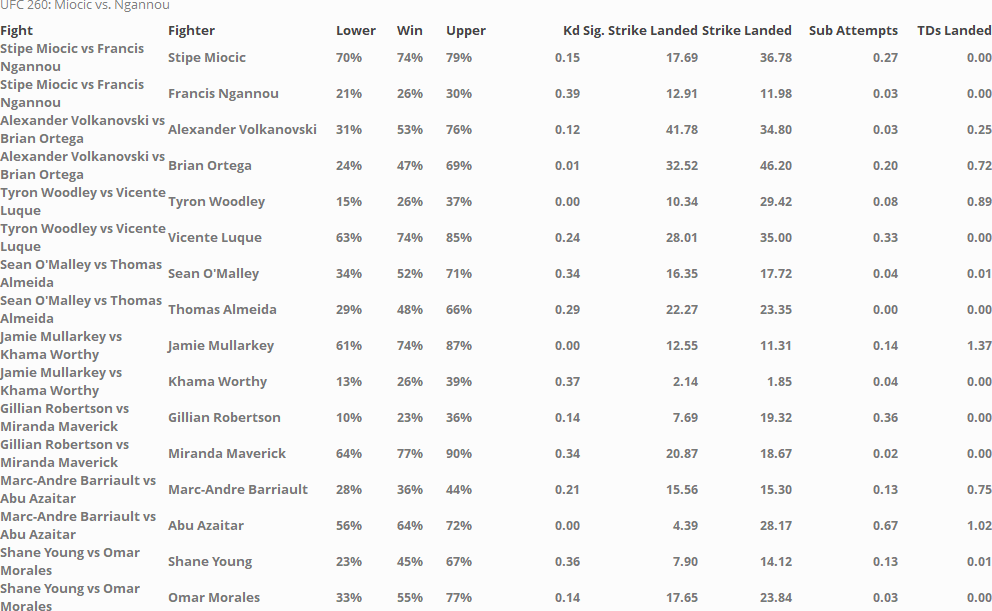 UFC 260: Miocic vs. Ngannou
Fight Fighter Lower Win Upper Kd Sig. Strike Landed Strike Landed Sub Attempts TDs Landed
Stipe Miocic vs Francis
Ngannou Stipe Miocic 70% 74% 79% 0.15 17.69 36.78 0.27 0.00
Stipe Miocic vs Francis
Ngannou Francis Ngannou 21% 26% 30% 0.39 12.91 11.98 0.03 0.00
Alexander Volkanovski vs
Brian Ortega Alexander Volkanovski 31% 53% 76% 0.12 41.78 34.80 0.03 0.25
Alexander Volkanovski vs
Brian Ortega Brian Ortega 24% 47% 69% 0.01 32.52 46.20 0.20 0.72
Tyron Woodley vs Vicente
Luque Tyron Woodley 15% 26% 37% 0.00 10.34 29.42 0.08 0.89
Tyron Woodley vs Vicente
Luque Vicente Luque 63% 74% 85% 0.24 28.01 35.00 0.33 0.00
Sean O'Malley vs Thomas
Almeida Sean O'Malley 34% 52% 71% 0.34 16.35 17.72 0.04 0.01
Sean O'Malley vs Thomas
Almeida Thomas Almeida 29% 48% 66% 0.29 22.27 23.35 0.00 0.00
Jamie Mullarkey vs
Khama Worthy Jamie Mullarkey 61% 74% 87% 0.00 12.55 11.31 0.14 1.37
Jamie Mullarkey vs
Khama Worthy Khama Worthy 13% 26% 39% 0.37 2.14 1.85 0.04 0.00
Gillian Robertson vs
Miranda Maverick Gillian Robertson 10% 23% 36% 0.14 7.69 19.32 0.36 0.00
Gillian Robertson vs
Miranda Maverick Miranda Maverick 64% 77% 90% 0.34 20.87 18.67 0.02 0.00
Marc-Andre Barriault vs
Abu Azaitar Marc-Andre Barriault 28% 36% 44% 0.21 15.56 15.30 0.13 0.75
Marc-Andre Barriault vs
Abu Azaitar Abu Azaitar 56% 64% 72% 0.00 4.39 28.17 0.67 1.02
Shane Young vs Omar
Morales Shane Young 23% 45% 67% 0.36 7.90 14.12 0.13 0.01
Shane Young vs Omar
Morales Omar Morales 33% 55% 77% 0.14 17.65 23.84 0.03 0.00